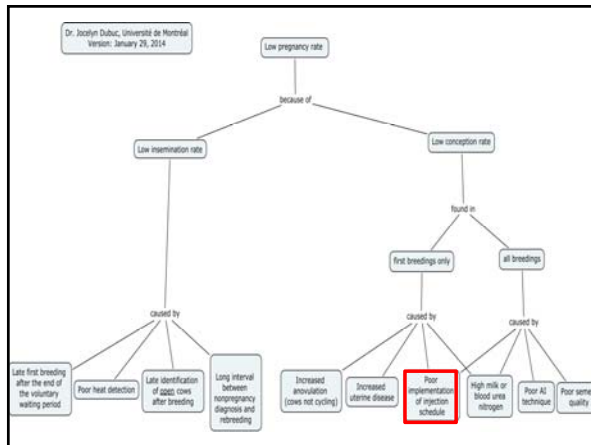 Dr. Jocelyn Dubuc, Université de Montréal
Version: January 29, 2014
Low pregnancy rate
because of
Low insemination rate
Low conception rate
found in
first breedings only
all breedings
caused by
caused by
caused by
Late first breeding
after the end of
the voluntary
waiting period
Poor heat detection
Late identification
of open cows
after breeding
Long interval
between
nonpregnancy
diagnosis and
rebreeding
Increased
anovulation
(cows not cycling)
Increased
uterine disease
Poor
implementation
of injection
schedule
High milk or
blood urea
nitrogen
Poor AI
technique
Poor seme
quality